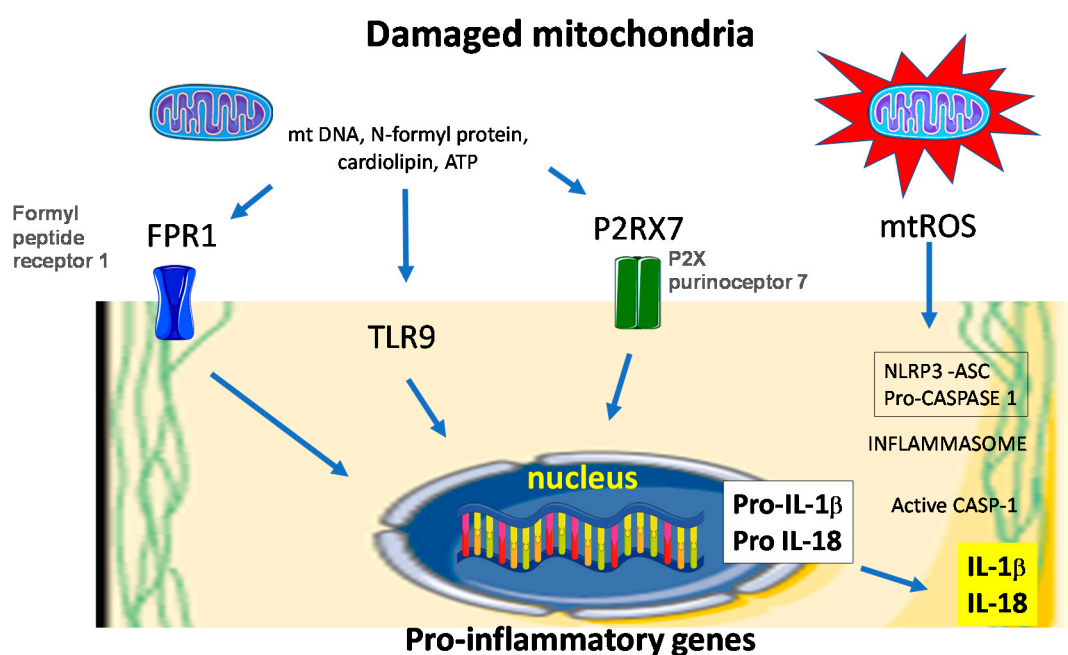 Damaged mitochondria
mt DNA, N-formyl protein,
cardiolipin, ATP
Formyl
peptide
receptor 1
FPR1
P2RX7
P2X
purinoceptor 7
mtROS
TLR9
NLRP3 -ASC
Pro-CASPASE 1
INFLAMMASOME
Active CASP-1
nucleus
Pro-IL-1β
Pro IL-18
IL-1β
IL-18
Pro-inflammatory genes